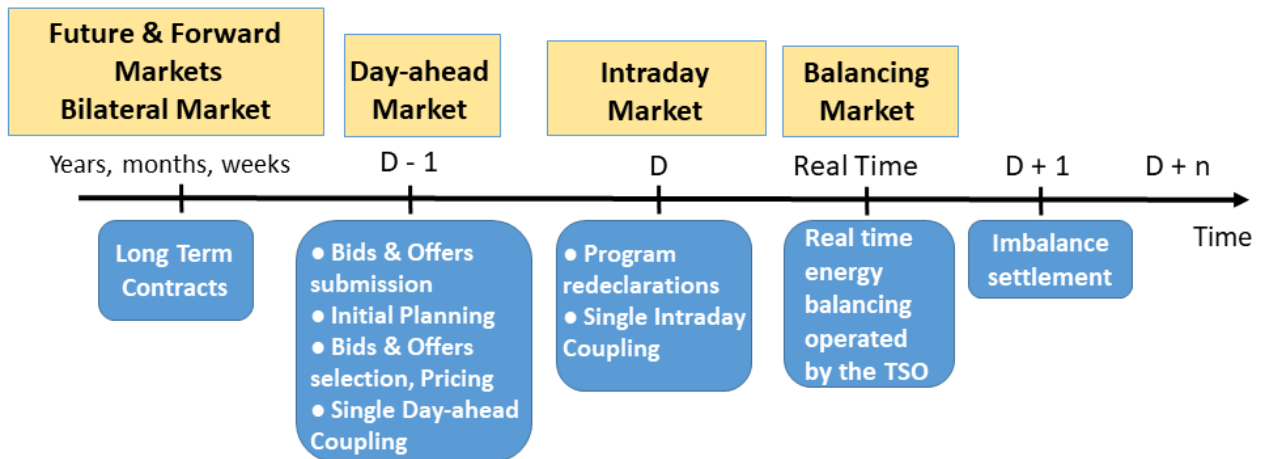 Future & Forward
Markets
Bilateral Market
Day-ahead
Market
Intraday
Market
Balancing
Market
Years, months, weeks
D - 1
D
Real Time
D + 1
D + n
Time
Long Term
Contracts
● Bids & Offers
submission
● Initial Planning
● Bids & Offers
selection, Pricing
● Single Day-ahead
Coupling
● Program
redeclarations
● Single Intraday
Coupling
Real time
energy
balancing
operated
by the TSO
Imbalance
settlement